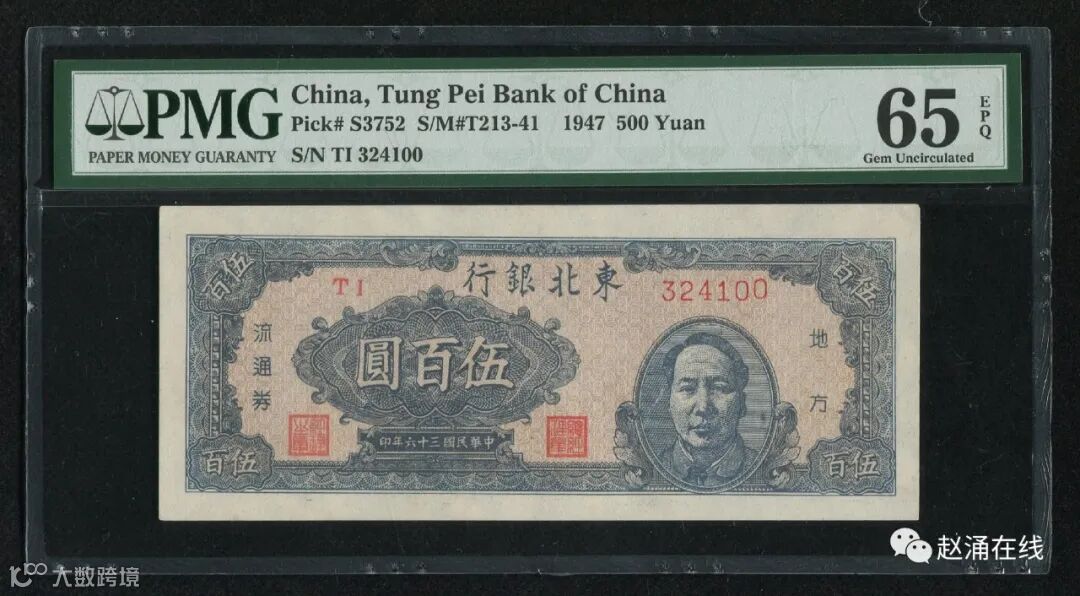 PMG
PAPER MONEY GUARANTY
China, Tung Pei Bank of China
Pick# S3752 S/M#T213-41 1947 500 Yuan
S/N TI 324100
65 EPQ
Gem Uncirculated
行銀北東
TI
324100
百伍
百伍
流通券
圓百伍
地方
印年六十三國民華中
百伍
百伍
赵涌在线
大数跨境